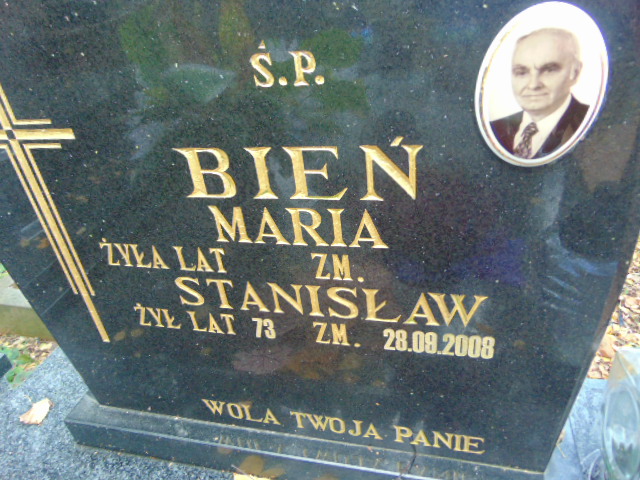 Ś.P.
BIEŃ
MARIA
ŻYŁA LAT ZM.
STANISŁAW
ŻYŁ LAT 73 ZM. 28.09.2008
WOLA TWOJA PANIE